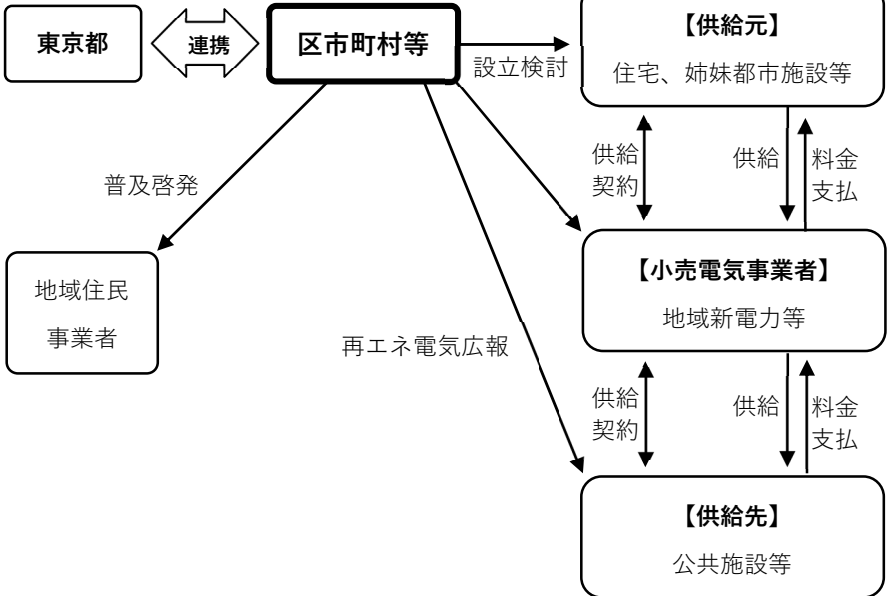 東京都
連携
区市町村等
設立検討
【供給元】
住宅、姉妹都市施設等
供給
契約
供給
料金
支払
普及啓発
【小売電気事業者】
地域新電力等
地域住民
事業者
再エネ電気広報
供給
契約
供給
料金
支払
【供給先】
公共施設等